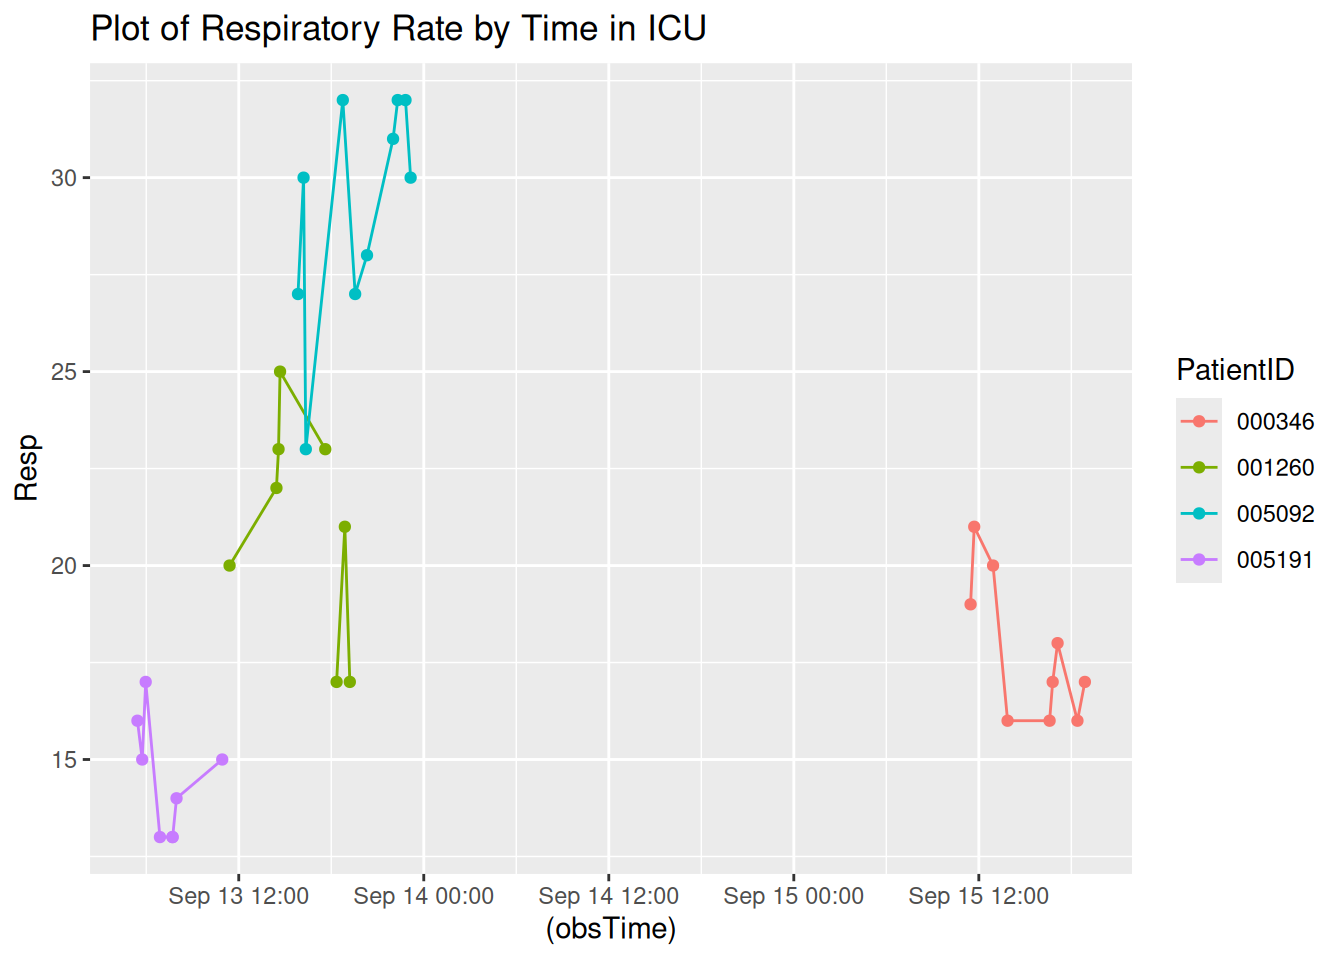 Plot of Respiratory Rate by Time in ICU
Resp
30
25
20
15
Sep 13 12:00
Sep 14 00:00
Sep 14 12:00
Sep 15 00:00
Sep 15 12:00
(obsTime)
PatientID
000346
001260
005092
005191